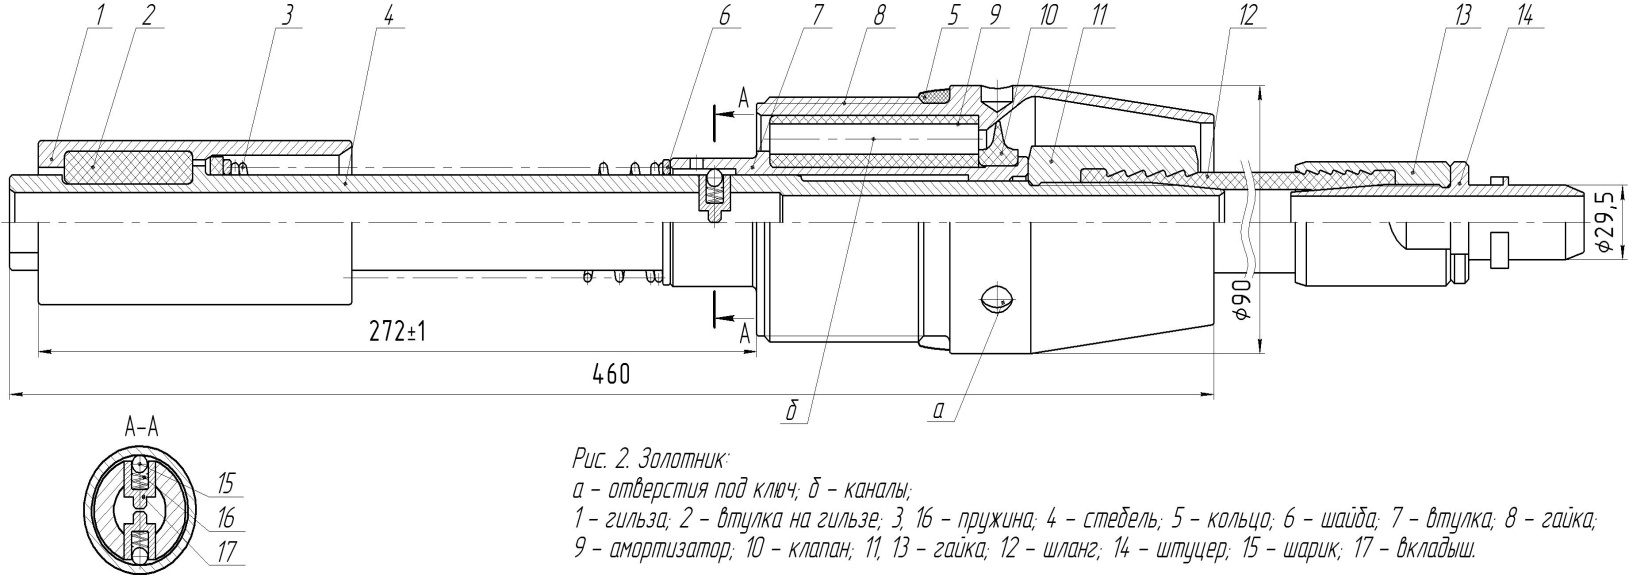 1 2 3 4 6 7 8 5 9 10 11 12 13 14
А А
272±1
460
б а
⌀90
⌀29,5
А–А
15
16
17
Рис. 2. Золотник:
а – отверстия под ключ; б – каналы;
1 – гильза; 2 – втулка на гильзе; 3, 16 – пружина; 4 – стебель; 5 – кольцо; 6 – шайба; 7 – втулка; 8 – гайка;
9 – амортизатор; 10 – клапан; 11, 13 – гайка; 12 – шланг; 14 – штуцер; 15 – шарик; 17 – вкладыш.